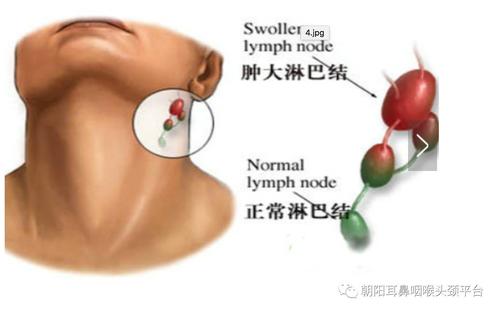 Swollen
4.jpg
lymph node
肿大淋巴结
Normal
lymph node
正常淋巴结
朝阳耳鼻咽喉头颈平台